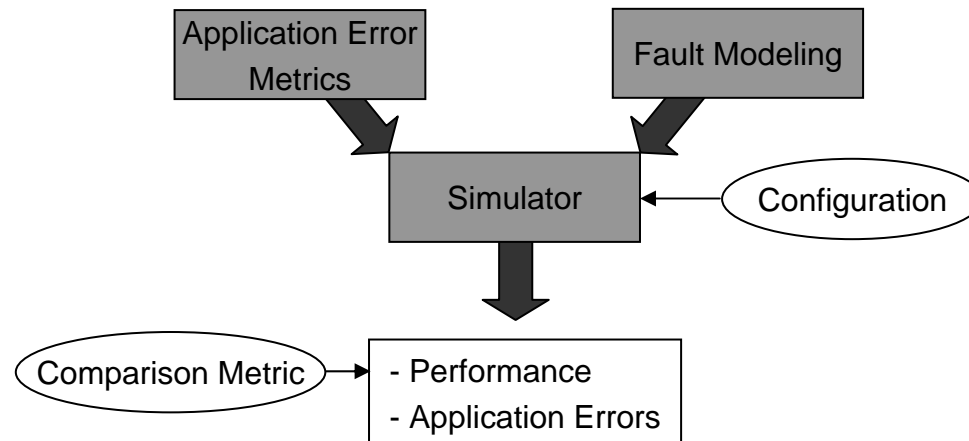 Application Error
Metrics
Fault Modeling
Simulator
Configuration
Comparison Metric
- Performance
- Application Errors